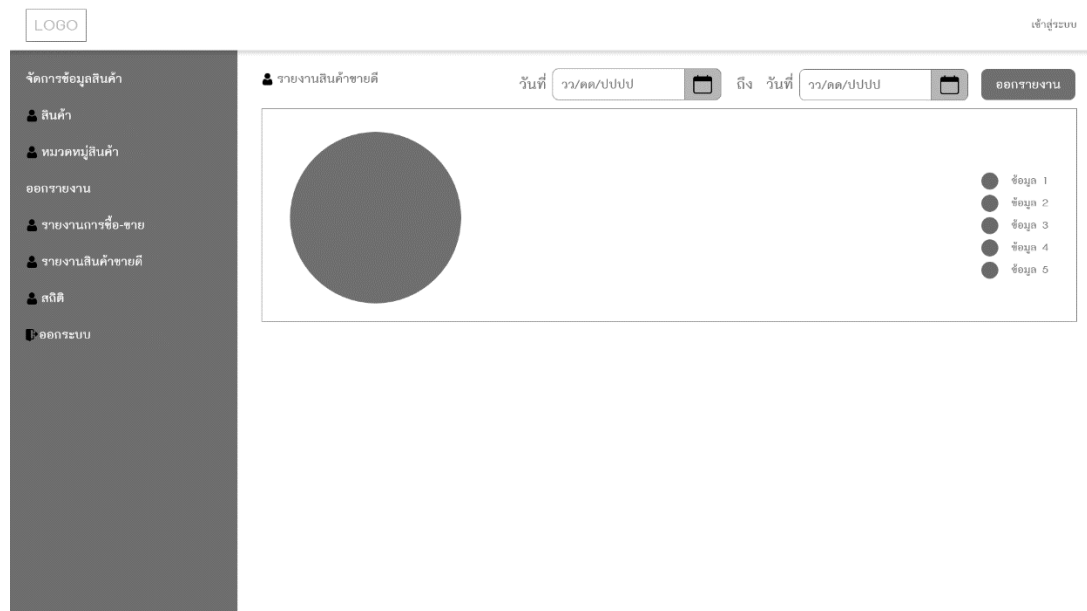 LOGO
เข้าสู่ระบบ
จัดการข้อมูลสินค้า
สินค้า
หมวดหมู่สินค้า
ออกรายงาน
รายงานการซื้อ-ขาย
รายงานสินค้าขายดี
สถิติ
ออกระบบ
รายงานสินค้าขายดี
วันที่ วว/ดด/ปปปป ถึง วันที่ วว/ดด/ปปปป ออกรายงาน
ข้อมูล 1
ข้อมูล 2
ข้อมูล 3
ข้อมูล 4
ข้อมูล 5